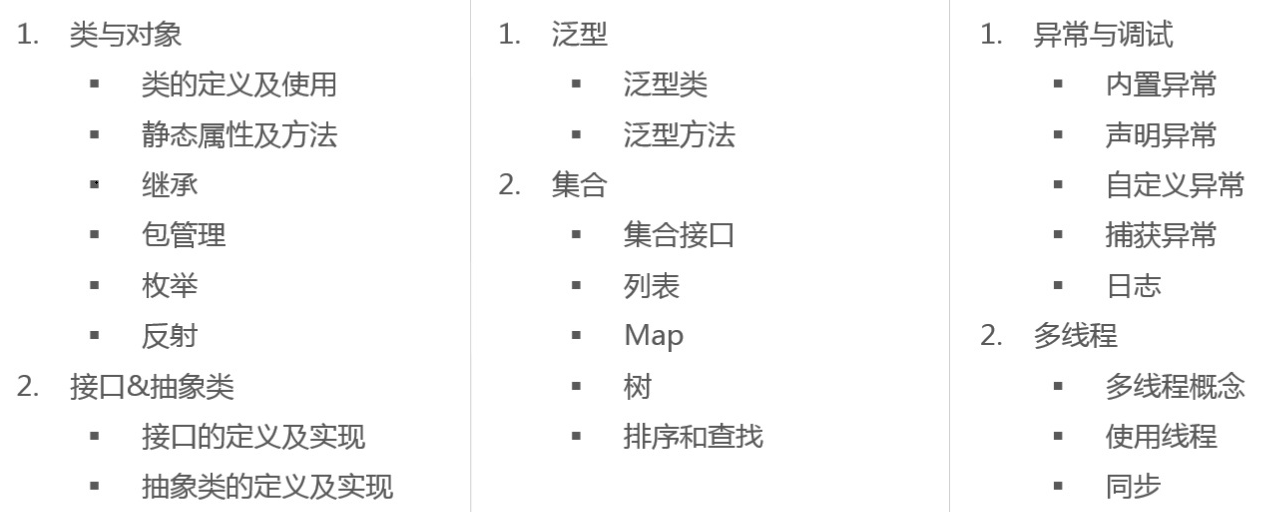 1. 类与对象
▪ 类的定义及使用
▪ 静态属性及方法
▪ 继承
▪ 包管理
▪ 枚举
▪ 反射
2. 接口&抽象类
▪ 接口的定义及实现
▪ 抽象类的定义及实现
1. 泛型
▪ 泛型类
▪ 泛型方法
2. 集合
▪ 集合接口
▪ 列表
▪ Map
▪ 树
▪ 排序和查找
1. 异常与调试
▪ 内置异常
▪ 声明异常
▪ 自定义异常
▪ 捕获异常
▪ 日志
2. 多线程
▪ 多线程概念
▪ 使用线程
▪ 同步